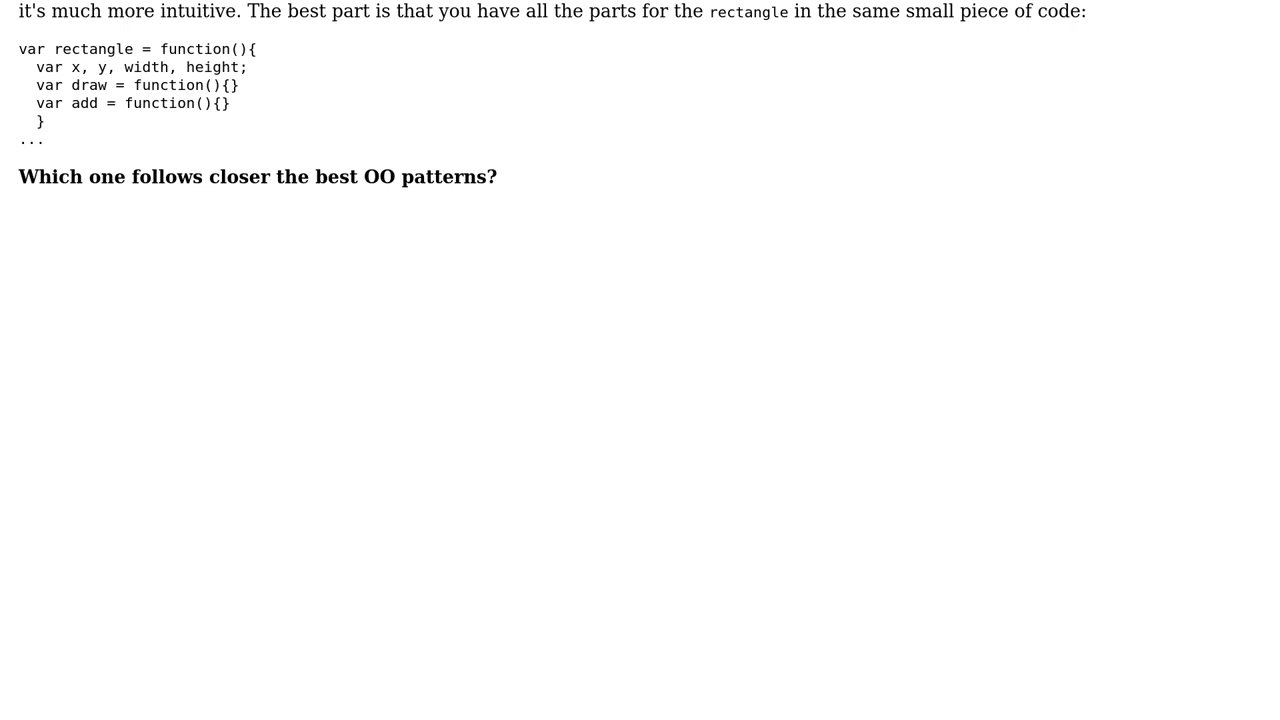 it's much more intuitive. The best part is that you have all the parts for the rectangle in the same small piece of code:
var rectangle = function(){
  var x, y, width, height;
  var draw = function(){}
  var add = function(){}
  }
...
Which one follows closer the best OO patterns?